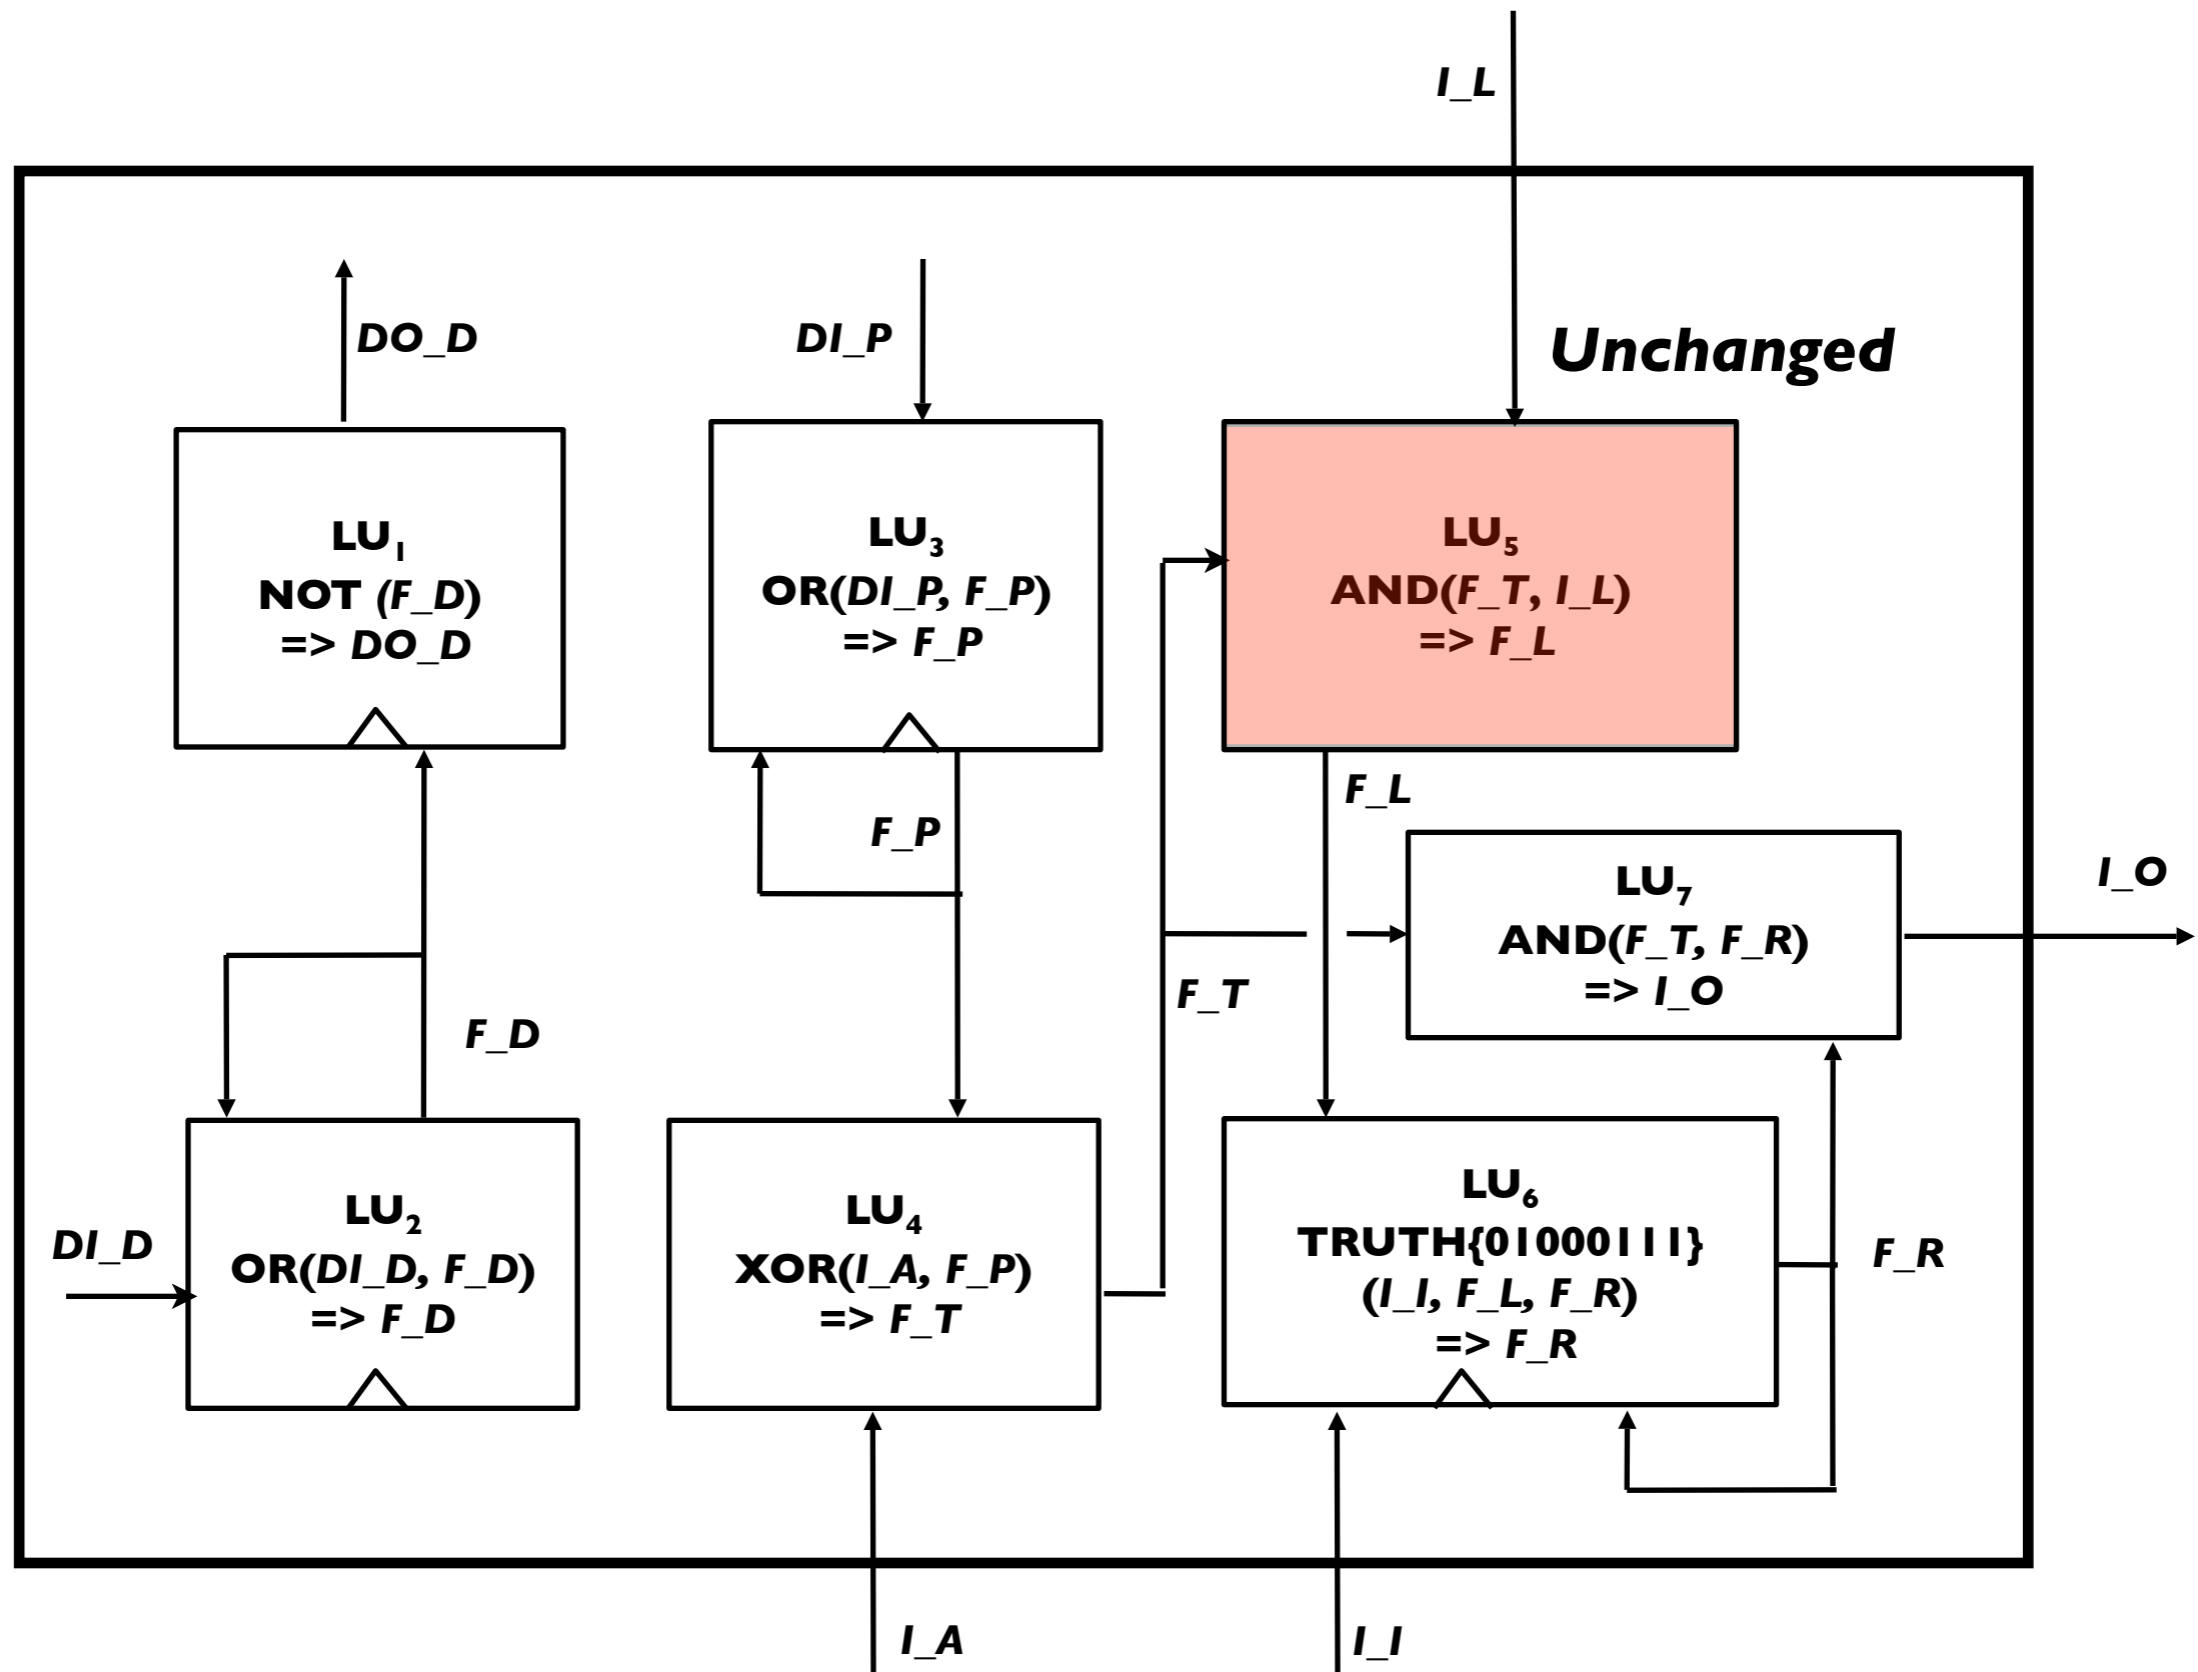 I_L
DO_D
DI_P
Unchanged
LU1
NOT (F_D)
=> DO_D
LU3
OR(DI_P, F_P)
=> F_P
LU5
AND(F_T, I_L)
=> F_L
F_L
F_P
LU7
AND(F_T, F_R)
=> I_O
I_O
F_T
F_D
DI_D
LU2
OR(DI_D, F_D)
=> F_D
LU4
XOR(I_A, F_P)
=> F_T
LU6
TRUTH{01000111}
(I_I, F_L, F_R)
=> F_R
F_R
I_A
I_I